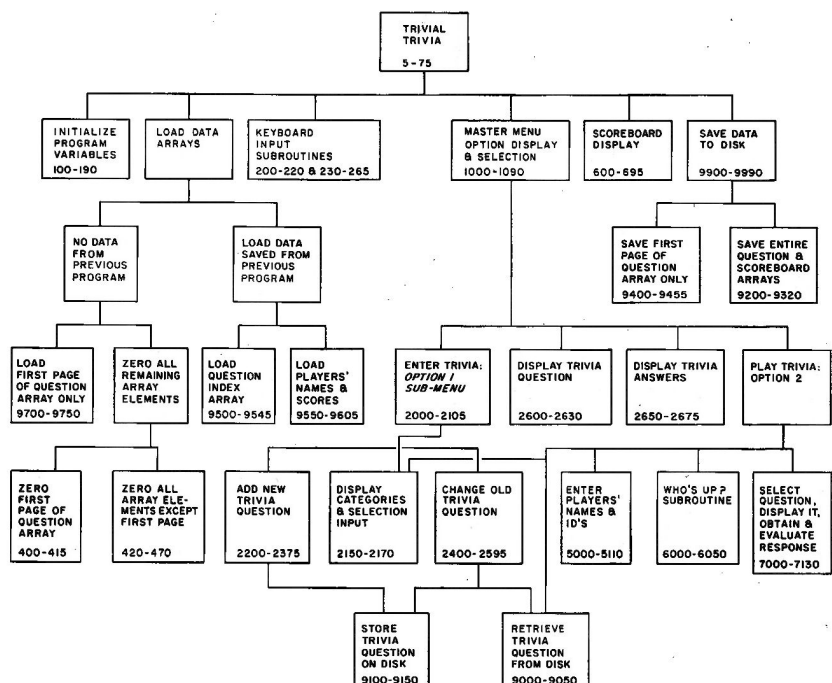 TRIVIAL
TRIVIA
5-75
INITIALIZE
PROGRAM
VARIABLES
100-190
LOAD DATA
ARRAYS
KEYBOARD
INPUT
SUBROUTINES
200-220 & 230-265
MASTER MENU
OPTION DISPLAY
& SELECTION
1000-1090
SCOREBOARD
DISPLAY
600-695
SAVE DATA
TO DISK
9900-9990
NO DATA
FROM
PREVIOUS
PROGRAM
LOAD DATA
SAVED FROM
PREVIOUS
PROGRAM
SAVE FIRST
PAGE OF
QUESTION
ARRAY ONLY
9400-9455
SAVE ENTIRE
QUESTION &
SCOREBOARD
ARRAYS
9200-9320
LOAD
FIRST PAGE
OF QUESTION
ARRAY ONLY
9700-9750
ZERO ALL
REMAINING
ARRAY
ELEMENTS
LOAD
QUESTION
INDEX
ARRAY
9500-9545
LOAD
PLAYERS'
NAMES &
SCORES
9550-9605
ENTER TRIVIA:
OPTION I
SUB-MENU
2000-2105
DISPLAY TRIVIA
QUESTION
2600-2630
DISPLAY TRIVIA
ANSWERS
2650-2675
PLAY TRIVIA:
OPTION 2
ZERO
FIRST
PAGE OF
QUESTION
ARRAY
400-415
ZERO ALL
ARRAY ELE-
MENTS EXCEPT
FIRST PAGE
420-470
ADD NEW
TRIVIA
QUESTION
2200-2375
DISPLAY
CATEGORIES
& SELECTION
INPUT
2150-2170
CHANGE OLD
TRIVIA
QUESTION
2400-2595
ENTER
PLAYERS'
NAMES &
ID'S
5000-5110
WHO'S UP?
SUBROUTINE
6000-6050
SELECT
QUESTION,
DISPLAY IT,
OBTAIN &
EVALUATE
RESPONSE
7000-7130
STORE
TRIVIA
QUESTION
ON DISK
9100-9150
RETRIEVE
TRIVIA
QUESTION
FROM DISK
9000-9050